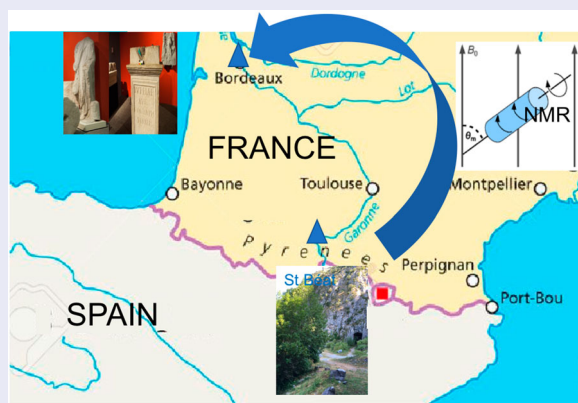 Bordeaux
Dordogne
Lot
B₀
θm
NMR
FRANCE
Bayonne
Toulouse
Montpellier
Garonne
Pyrenees
St Béat
Perpignan
Port-Bou
SPAIN